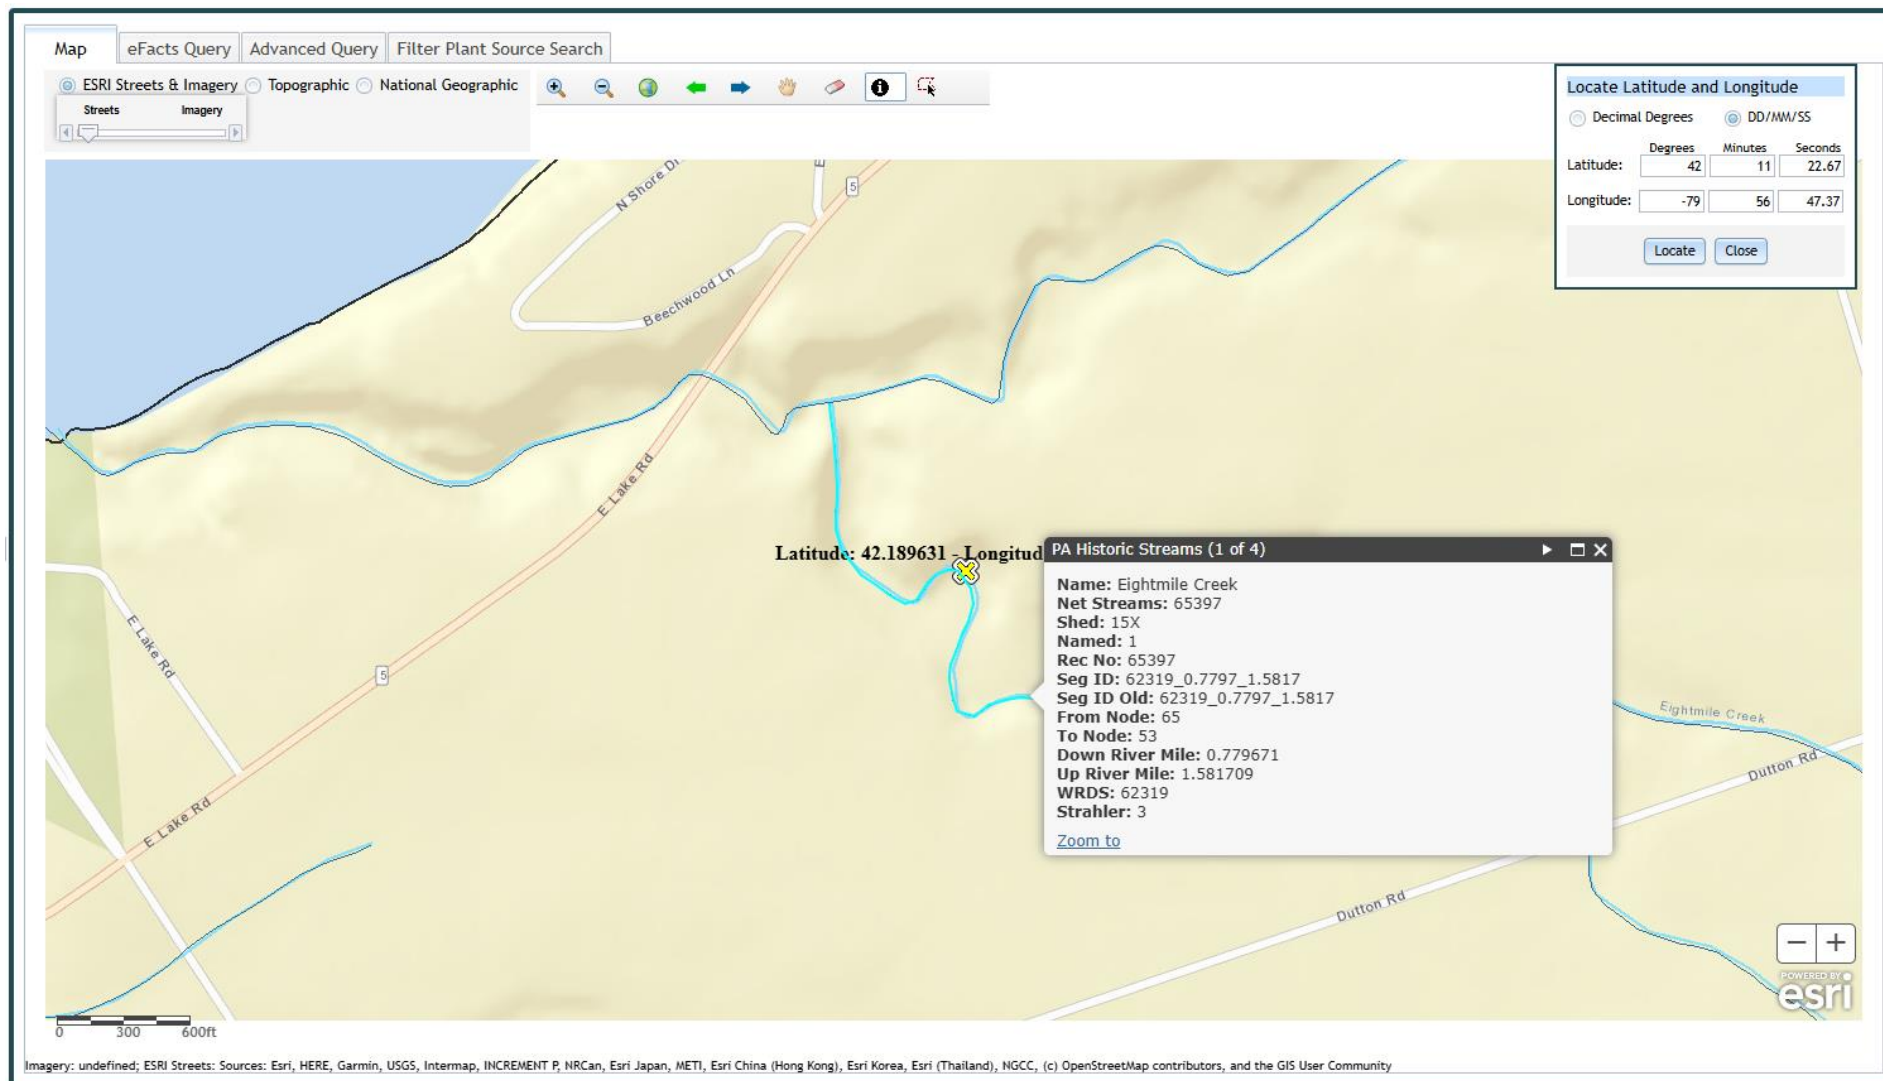 Map eFacts Query Advanced Query Filter Plant Source Search
ESRI Streets & Imagery Topographic National Geographic
Streets Imagery
Locate Latitude and Longitude
Decimal Degrees DD/MM/SS
Degrees Minutes Seconds
Latitude: 42 11 22.67
Longitude: -79 56 47.37
Locate Close
N Shore Dr
E
5
Beechwood Ln
E Lake Rd
Latitude: 42.189631 - Longitud
PA Historic Streams (1 of 4)
Name: Eightmile Creek
Net Streams: 65397
Shed: 15X
Named: 1
Rec No: 65397
Seg ID: 62319_0.7797_1.5817
Seg ID Old: 62319_0.7797_1.5817
From Node: 65
To Node: 53
Down River Mile: 0.779671
Up River Mile: 1.581709
WRDS: 62319
Strahler: 3
Zoom to
E Lake Rd
5
Eightmile Creek
Dutton Rd
E Lake Rd
Dutton Rd
− +
POWERED BY
esri
0 300 600ft
Imagery: undefined; ESRI Streets: Sources: Esri, HERE, Garmin, USGS, Intermap, INCREMENT P, NRCan, Esri Japan, METI, Esri China (Hong Kong), Esri Korea, Esri (Thailand), NGCC, (c) OpenStreetMap contributors, and the GIS User Community